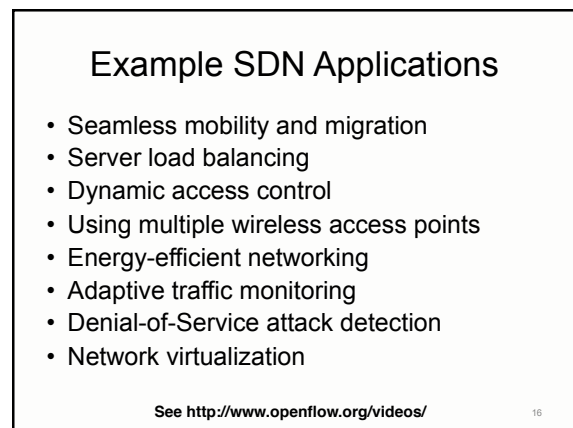 Example SDN Applications
• Seamless mobility and migration
• Server load balancing
• Dynamic access control
• Using multiple wireless access points
• Energy-efficient networking
• Adaptive traffic monitoring
• Denial-of-Service attack detection
• Network virtualization
See http://www.openflow.org/videos/
16